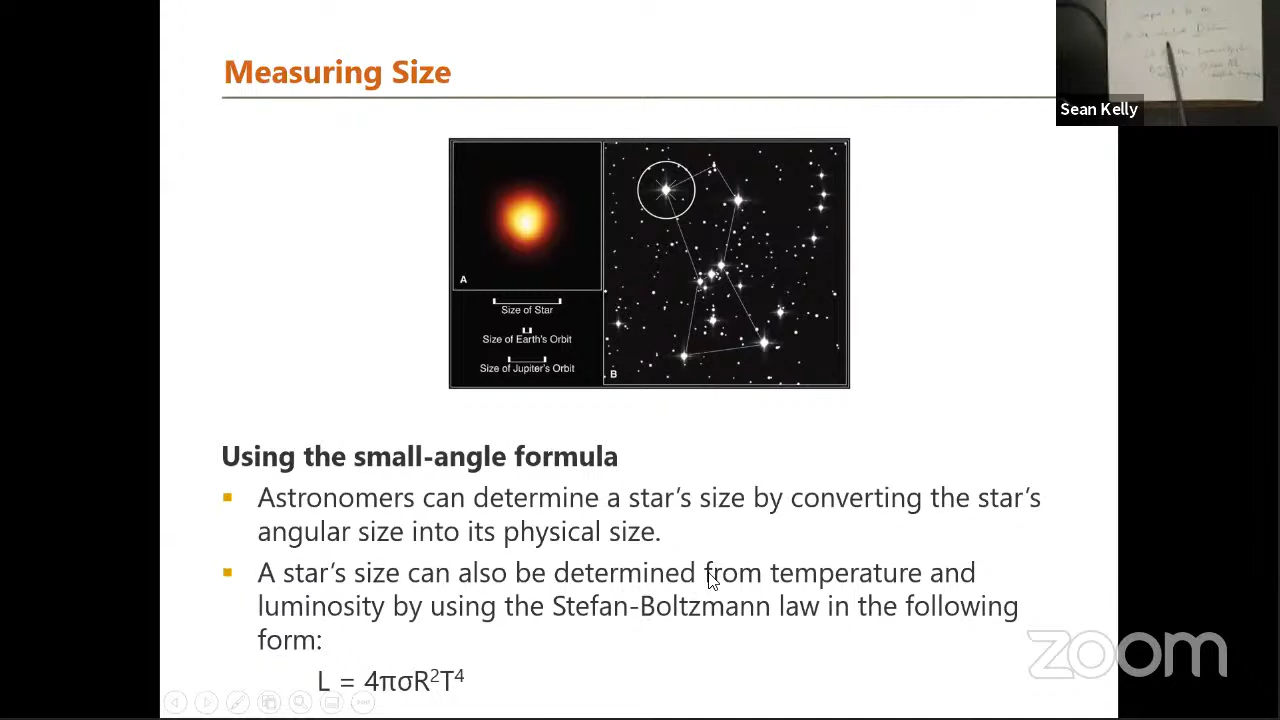 Measuring Size
Sean Kelly
A
Size of Star
Size of Earth's Orbit
Size of Jupiter's Orbit
B
Using the small-angle formula
Astronomers can determine a star's size by converting the star's
angular size into its physical size.
A star's size can also be determined from temperature and
luminosity by using the Stefan-Boltzmann law in the following
form:
L = 4πσR²T⁴
zoom